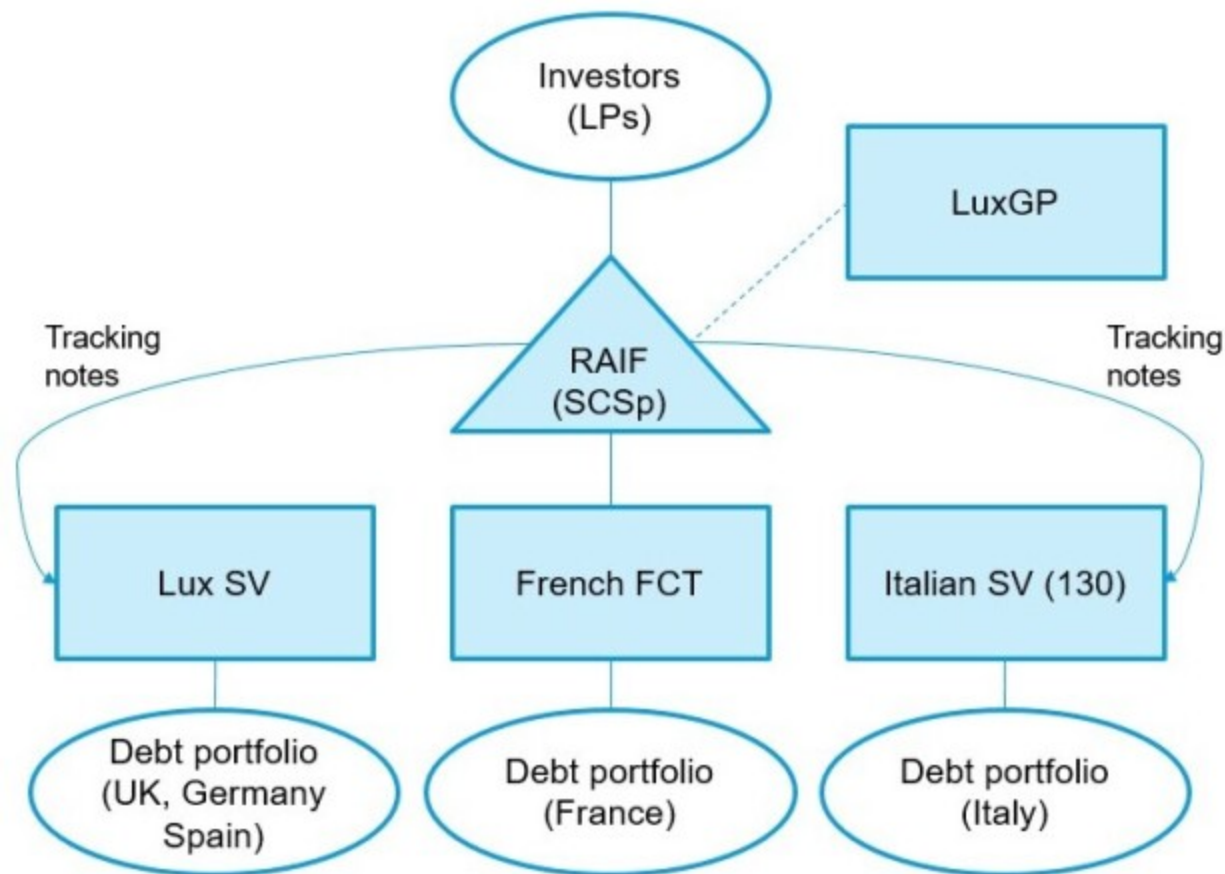 Investors
(LPs)
LuxGP
Tracking
notes
RAIF
(SCSp)
Tracking
notes
Lux SV
French FCT
Italian SV (130)
Debt portfolio
(UK, Germany
Spain)
Debt portfolio
(France)
Debt portfolio
(Italy)